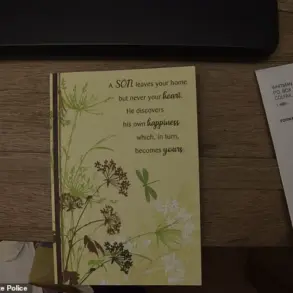 A SON leaves your home
but never your heart.
He discovers
his own happiness
which, in turn,
becomes yours.
Police